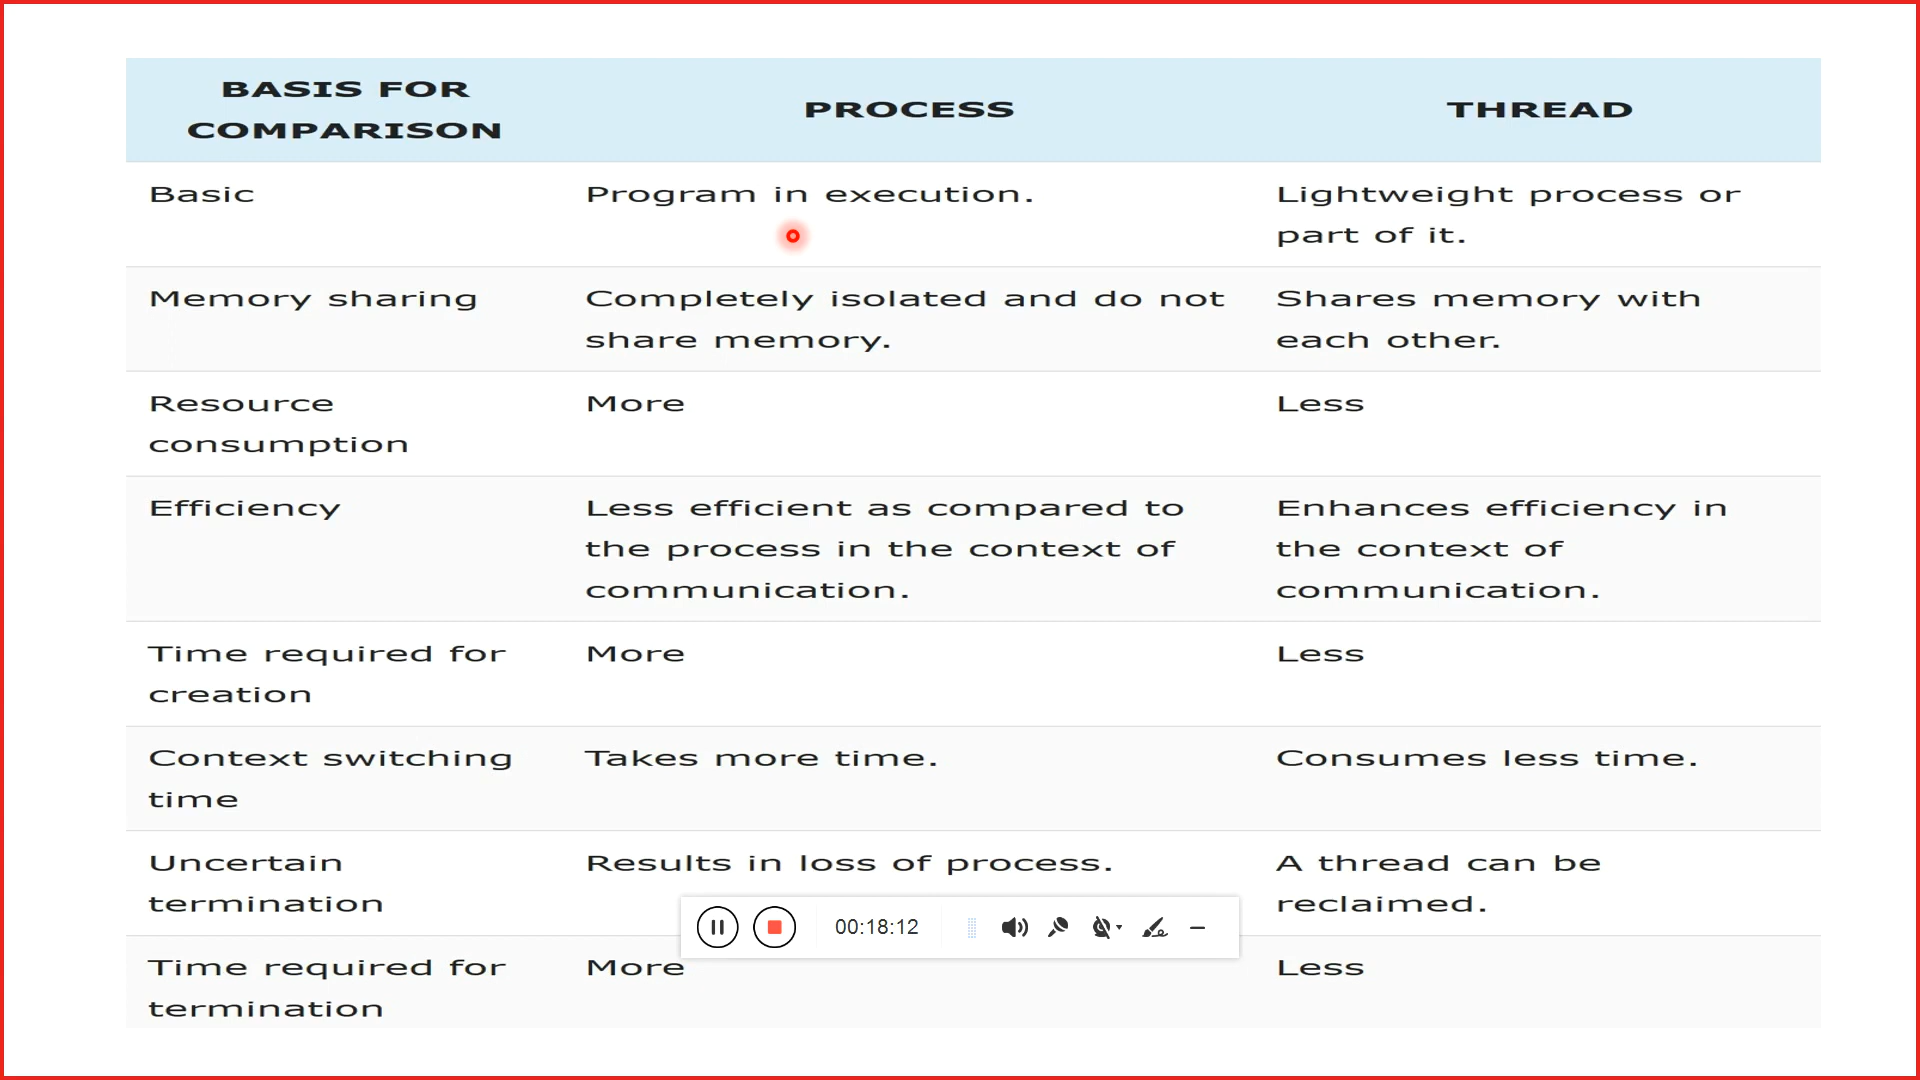 BASIS FOR
COMPARISON
PROCESS
THREAD
Basic
Program in execution.
Lightweight process or
part of it.
Memory sharing
Completely isolated and do not
share memory.
Shares memory with
each other.
Resource
consumption
More
Less
Efficiency
Less efficient as compared to
the process in the context of
communication.
Enhances efficiency in
the context of
communication.
Time required for
creation
More
Less
Context switching
time
Takes more time.
Consumes less time.
Uncertain
termination
Results in loss of process.
A thread can be
reclaimed.
00:18:12
Time required for
termination
More
Less